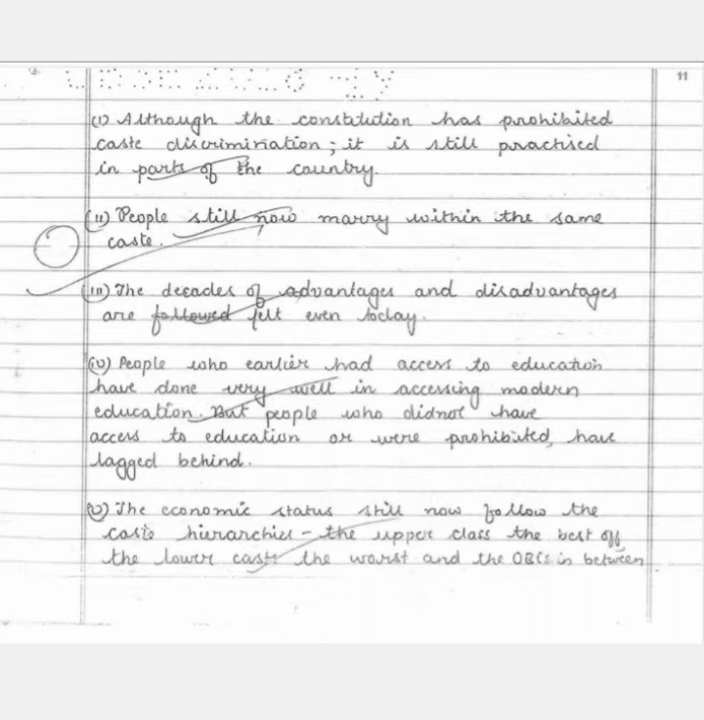 11
(i) Although the constitution has prohibited
caste discrimination; it is still practised
in parts of the country.
(ii) People still now marry within the same
caste.
(iii) The decades of advantages and disadvantages
are followed felt even today.
(iv) People who earlier had access to education
have done very well in accessing modern
education. But people who didnot have
access to education or were prohibited, have
lagged behind.
(v) The economic status still now follow the
caste hierarchies - the upper class the best off
the lower caste the worst and the OBCs in between